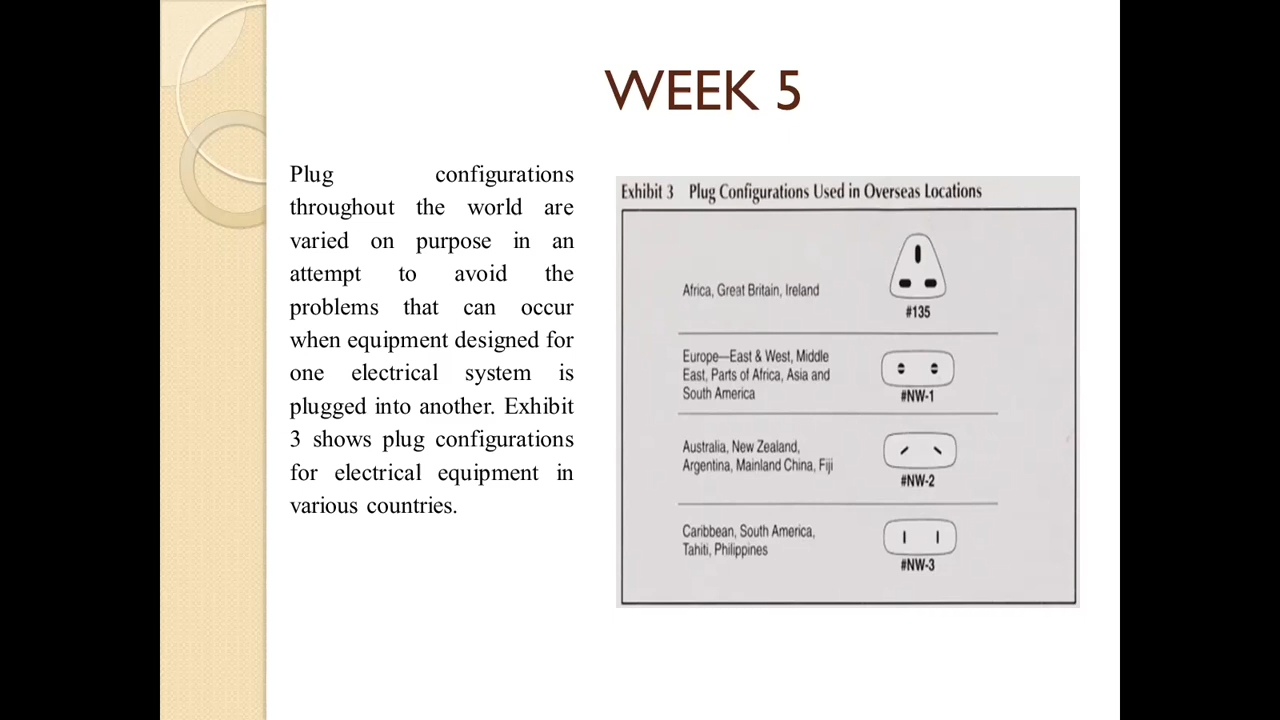 WEEK 5
Plug configurations
throughout the world are
varied on purpose in an
attempt to avoid the
problems that can occur
when equipment designed for
one electrical system is
plugged into another. Exhibit
3 shows plug configurations
for electrical equipment in
various countries.
Exhibit 3 Plug Configurations Used in Overseas Locations
Africa, Great Britain, Ireland
#135
Europe—East & West, Middle
East, Parts of Africa, Asia and
South America
#NW-1
Australia, New Zealand,
Argentina, Mainland China, Fiji
#NW-2
Caribbean, South America,
Tahiti, Philippines
#NW-3